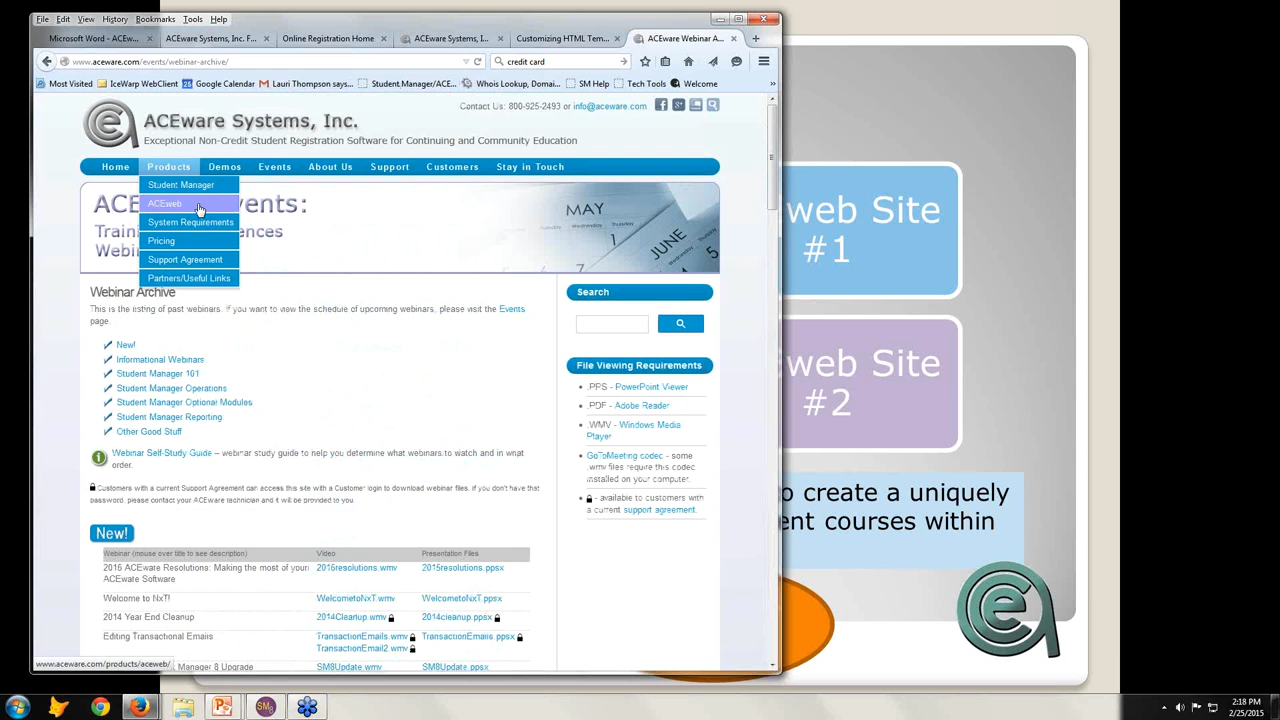 File Edit View History Bookmarks Tools Help
Microsoft Word - ACEw... ACEware Systems, Inc. F... Online Registration Home ACEware Systems, I... Customizing HTML Tem... ACEware Webinar A...
www.aceware.com/events/webinar-archive/
credit card
Most Visited IceWarp WebClient Google Calendar Lauri Thompson says... Student.Manager/ACE... Whois Lookup, Domain... SM Help Tech Tools Welcome
Contact Us: 800-925-2493 or info@aceware.com
ACEware Systems, Inc.
Exceptional Non-Credit Student Registration Software for Continuing and Community Education
Home Products Demos Events About Us Support Customers Stay in Touch
Student Manager
ACEweb
System Requirements
Pricing
Support Agreement
Partners/Useful Links
MAY
1
JUNE
Webinar Archive
This is the listing of past webinars. If you want to view the schedule of upcoming webinars, please visit the Events
page.
New!
Informational Webinars
Student Manager 101
Student Manager Operations
Student Manager Optional Modules
Student Manager Reporting
Other Good Stuff
Webinar Self-Study Guide – webinar study guide to help you determine what webinars to watch and in what
order.
Customers with a current Support Agreement can access this site with a Customer login to download webinar files. If you don't have that
password, please contact your ACEware technician and it will be provided to you.
New!
Webinar (mouse over title to see description) Video Presentation Files
2015 ACEware Resolutions: Making the most of your
ACEware Software
2015resolutions.wmv 2015resolutions.ppsx
Welcome to NxT! WelcometoNxT.wmv WelcometoNxT.ppsx
2014 Year End Cleanup 2014Cleanup.wmv 2014cleanup.ppsx
Editing Transactional Emails TransactionEmails.wmv TransactionEmails.ppsx
TransactionEmail2.wmv
Manager 8 Upgrade SM8Update.wmv SM8Update.ppsx
www.aceware.com/products/aceweb/
Search
File Viewing Requirements
.PPS - PowerPoint Viewer
.PDF - Adobe Reader
.WMV - Windows Media
Player
GoToMeeting codec - some
.wmv files require this codec
installed on your computer.
- available to customers with
a current support agreement.
web Site
#1
web Site
#2
o create a uniquely
ent courses within
2:18 PM
2/25/2015